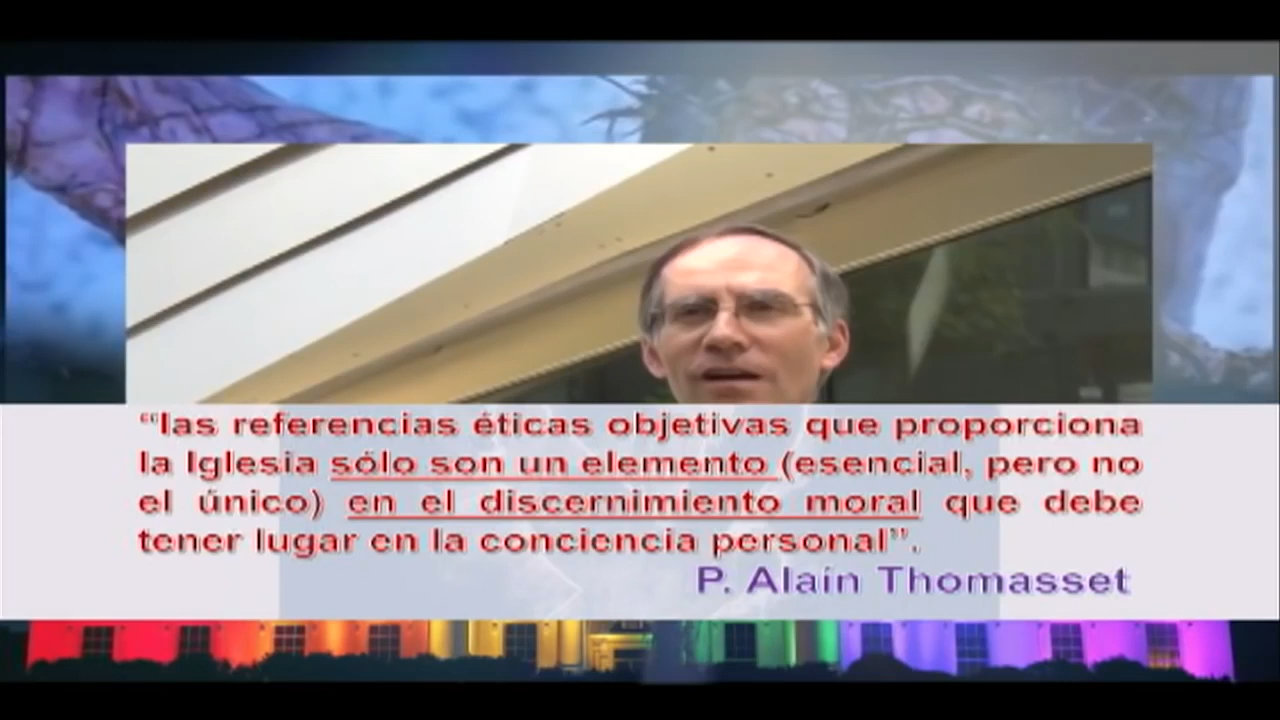 “las referencias éticas objetivas que proporciona
la Iglesia sólo son un elemento (esencial, pero no
el único) en el discernimiento moral que debe
tener lugar en la conciencia personal”.
P. Alain Thomasset